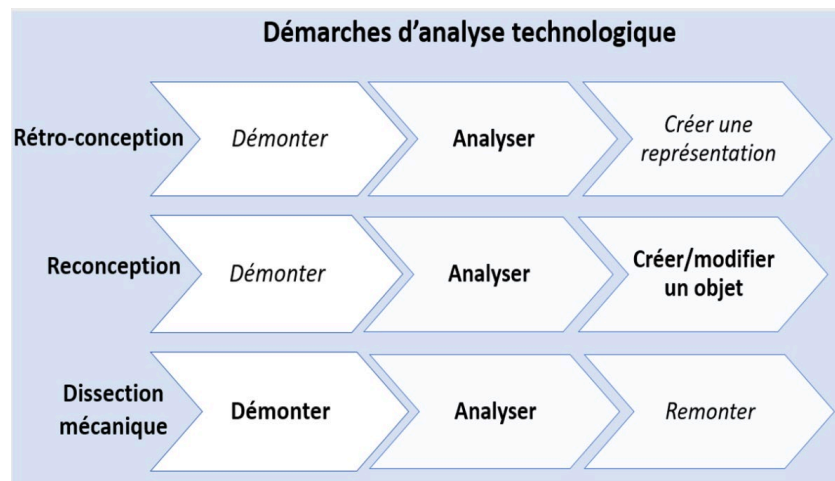 Démarches d'analyse technologique
Rétro-conception
Démonter
Analyser
Créer une
représentation
Reconception
Démonter
Analyser
Créer/modifier
un objet
Dissection
mécanique
Démonter
Analyser
Remonter